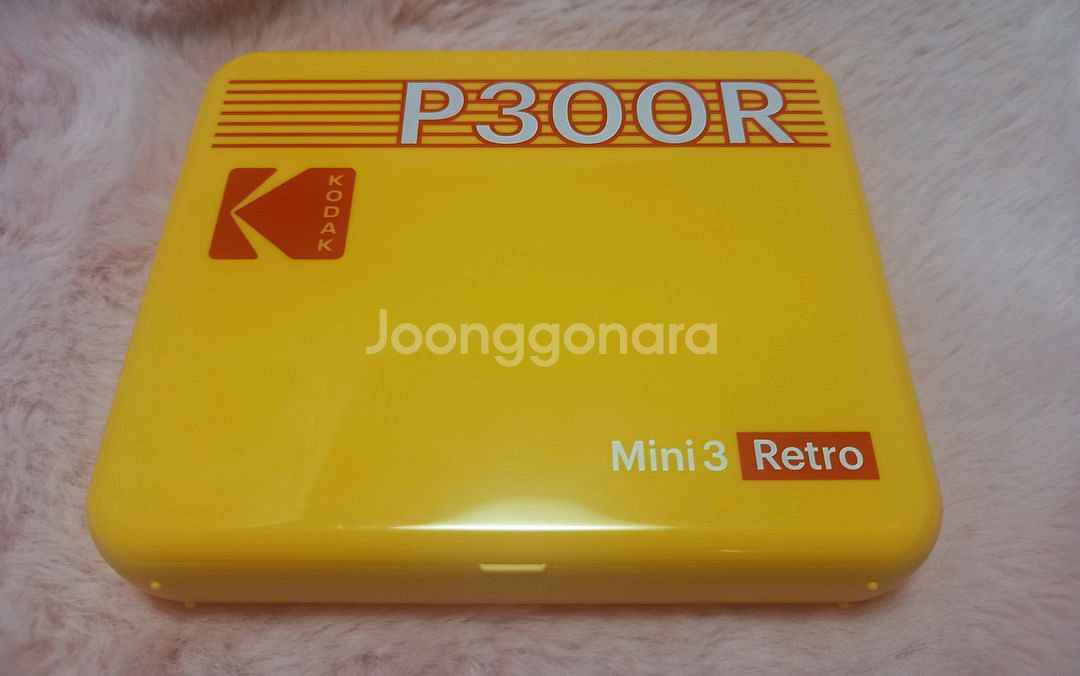 P300R
KODAK
Joonggonara
Mini 3 Retro